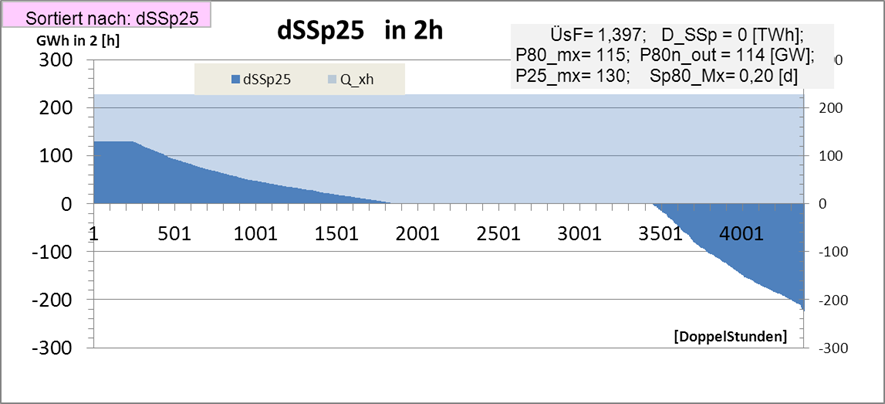 Sortiert nach: dSSp25
GWh in 2 [h]
dSSp25   in 2h
ÜsF= 1,397;   D_SSp = 0 [TWh];
P80_mx= 115;  P80n_out = 114 [GW];
P25_mx= 130;    Sp80_Mx= 0,20 [d]
dSSp25 Q_xh
300
200
100
0
-100
-200
-300
200
100
0
-100
-200
-300
1 501 1001 1501 2001 2501 3001 3501 4001
[DoppelStunden]